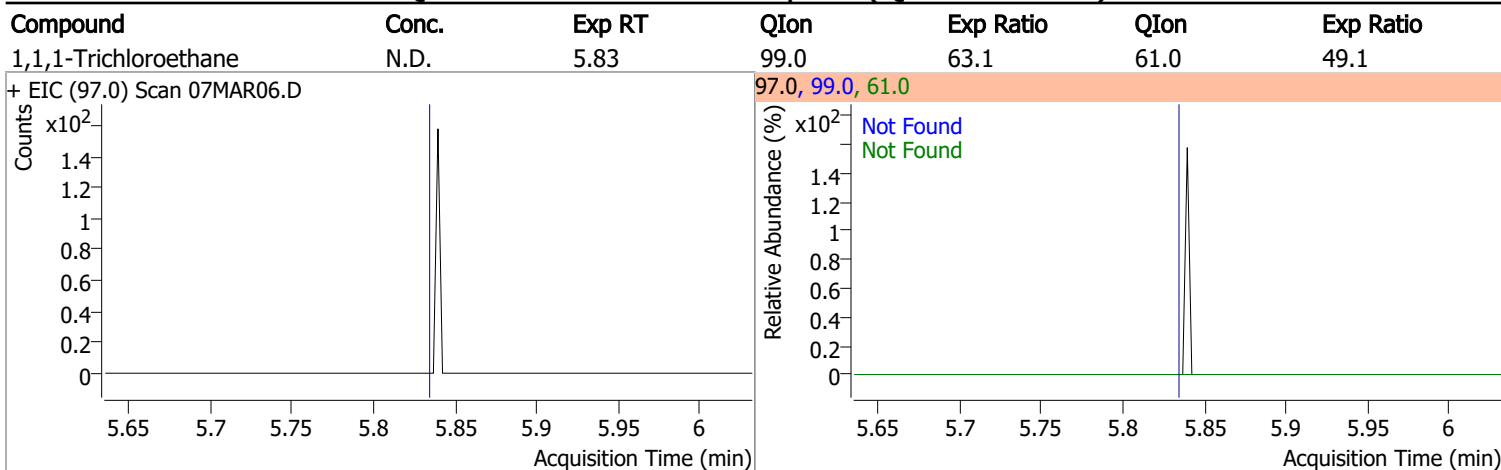 Compound Conc. Exp RT QIon Exp Ratio QIon Exp Ratio
1,1,1-Trichloroethane N.D. 5.83 99.0 63.1 61.0 49.1
+ EIC (97.0) Scan 07MAR06.D
Counts
x10²
1.4
1.2
1
0.8
0.6
0.4
0.2
0
5.65 5.7 5.75 5.8 5.85 5.9 5.95 6
Acquisition Time (min)
97.0, 99.0, 61.0
Relative Abundance (%)
x10²
Not Found
Not Found
1.4
1.2
1
0.8
0.6
0.4
0.2
0
5.65 5.7 5.75 5.8 5.85 5.9 5.95 6
Acquisition Time (min)